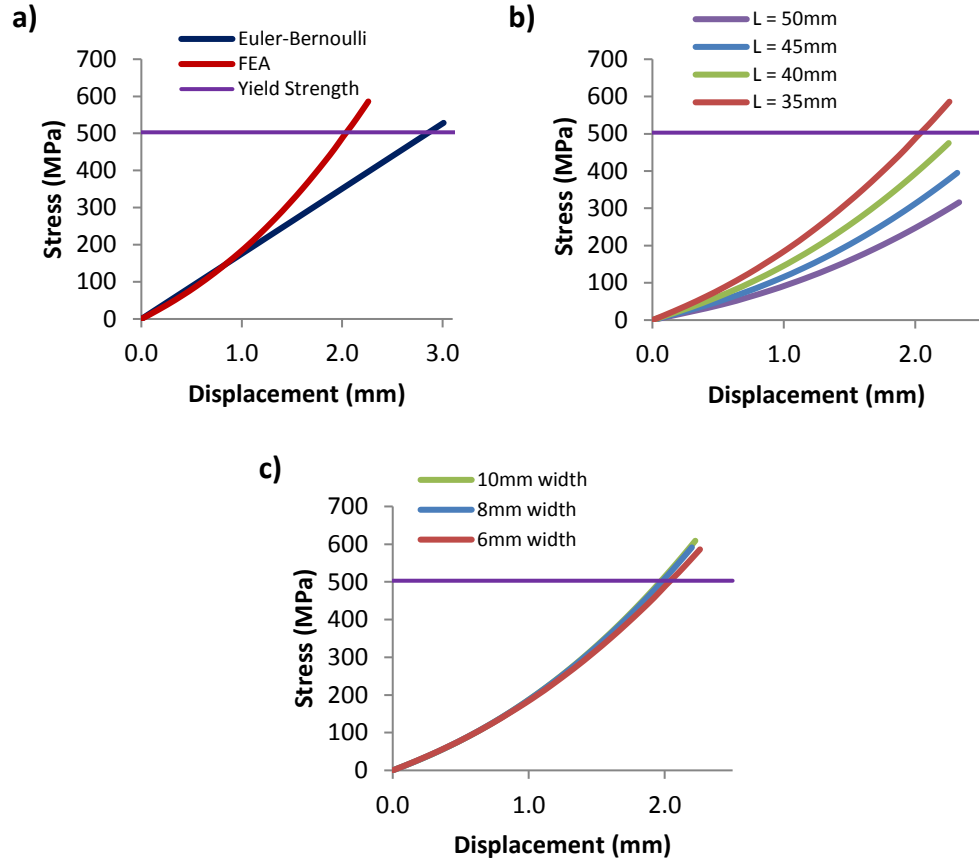 a)
Euler-Bernoulli
FEA
Yield Strength
700
600
500
400
300
200
100
0
Stress (MPa)
0.0 1.0 2.0 3.0
Displacement (mm)
b)
L = 50mm
L = 45mm
L = 40mm
L = 35mm
700
600
500
400
300
200
100
0
Stress (MPa)
0.0 1.0 2.0
Displacement (mm)
c)
10mm width
8mm width
6mm width
700
600
500
400
300
200
100
0
Stress (MPa)
0.0 1.0 2.0
Displacement (mm)